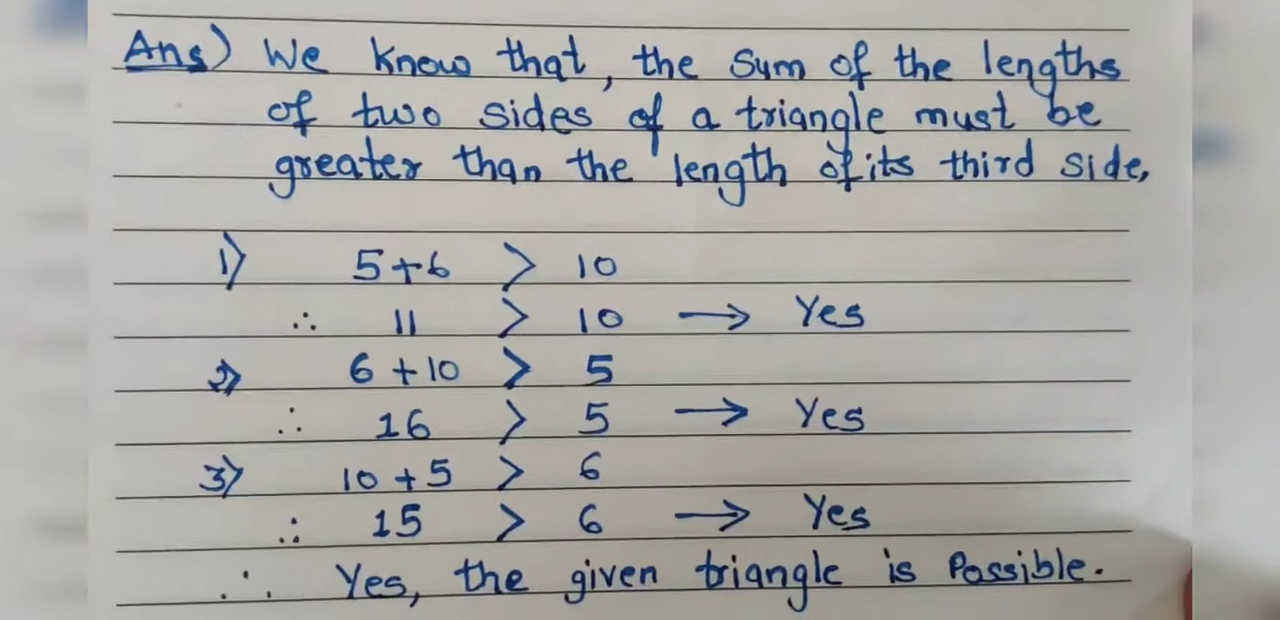 Ans) We know that, the sum of the lengths
of two sides of a triangle must be
greater than the length of its third side,
1) 5+6 > 10
∴ 11 > 10 → Yes
2) 6 + 10 > 5
∴ 16 > 5 → Yes
3) 10 + 5 > 6
∴ 15 > 6 → Yes
∴ Yes, the given triangle is Possible.